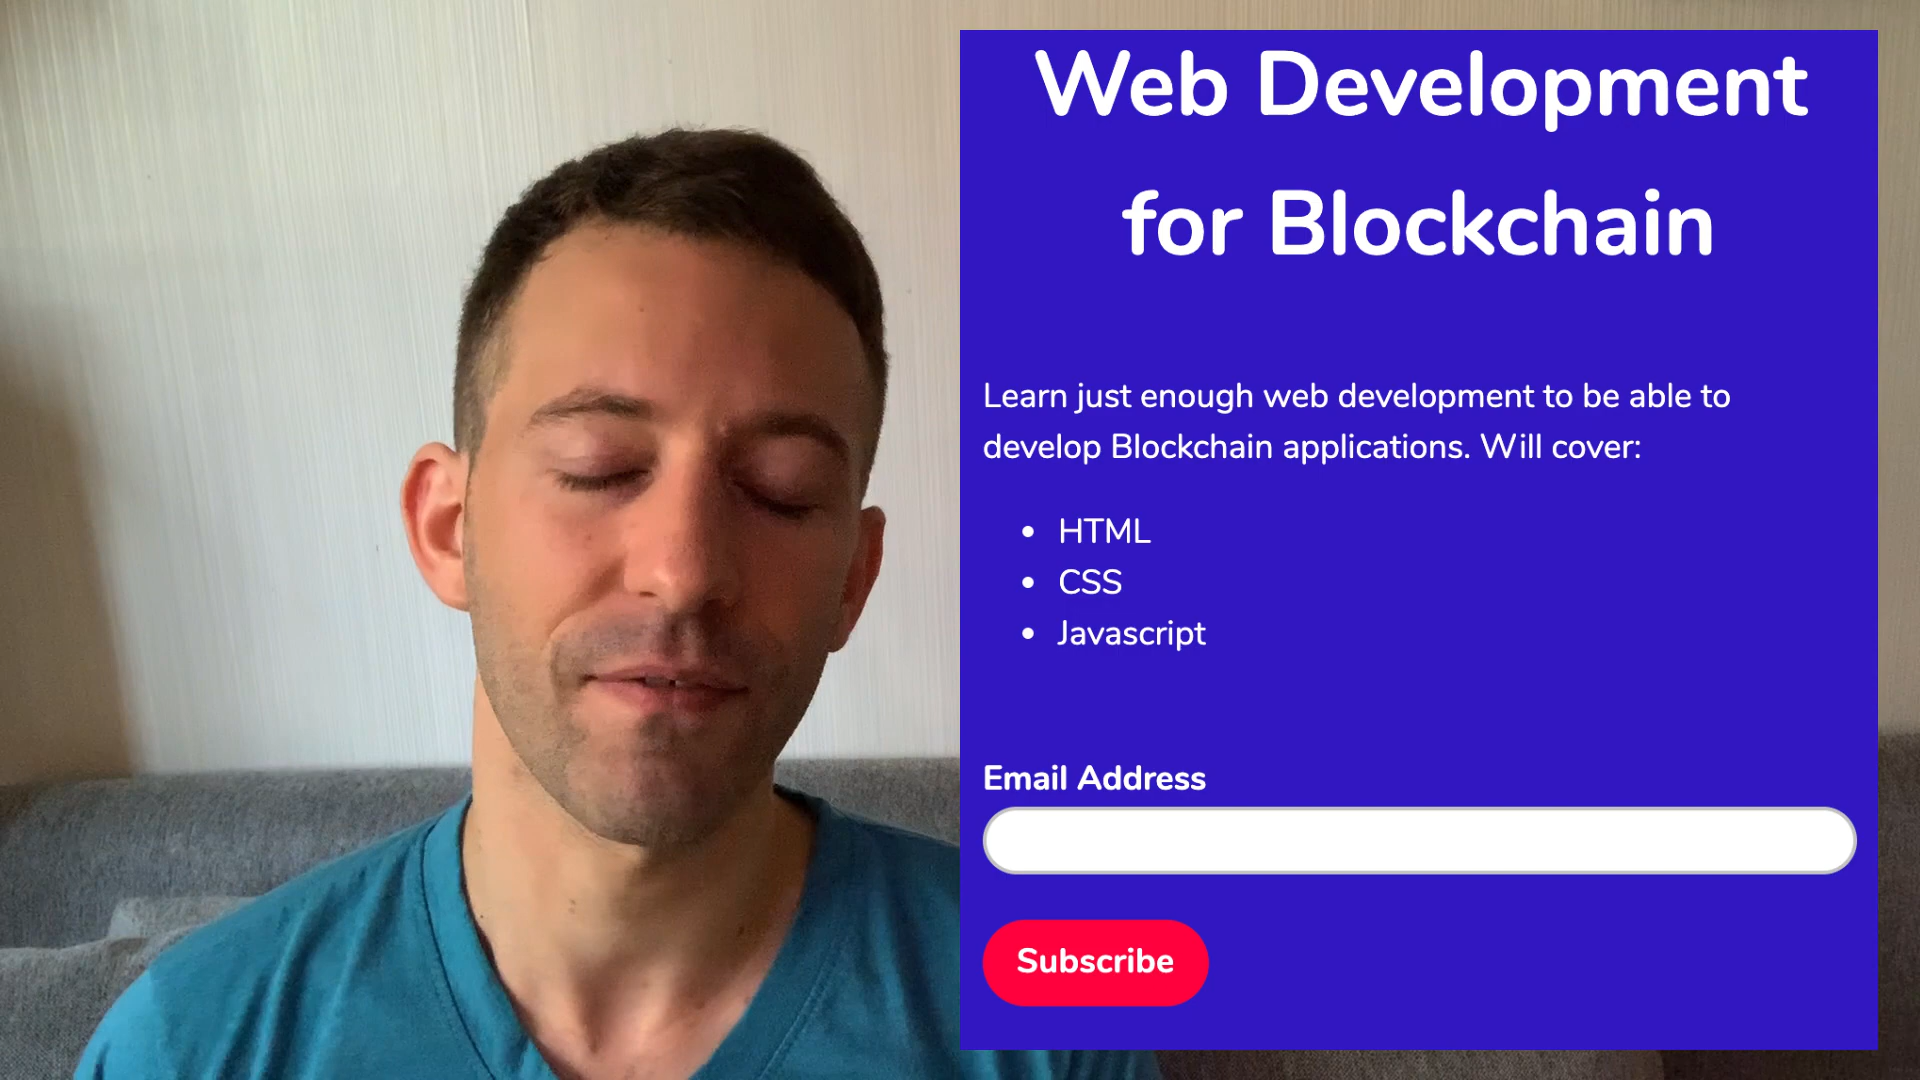 Web Development
for Blockchain
Learn just enough web development to be able to
develop Blockchain applications. Will cover:
• HTML
• CSS
• Javascript
Email Address
Subscribe